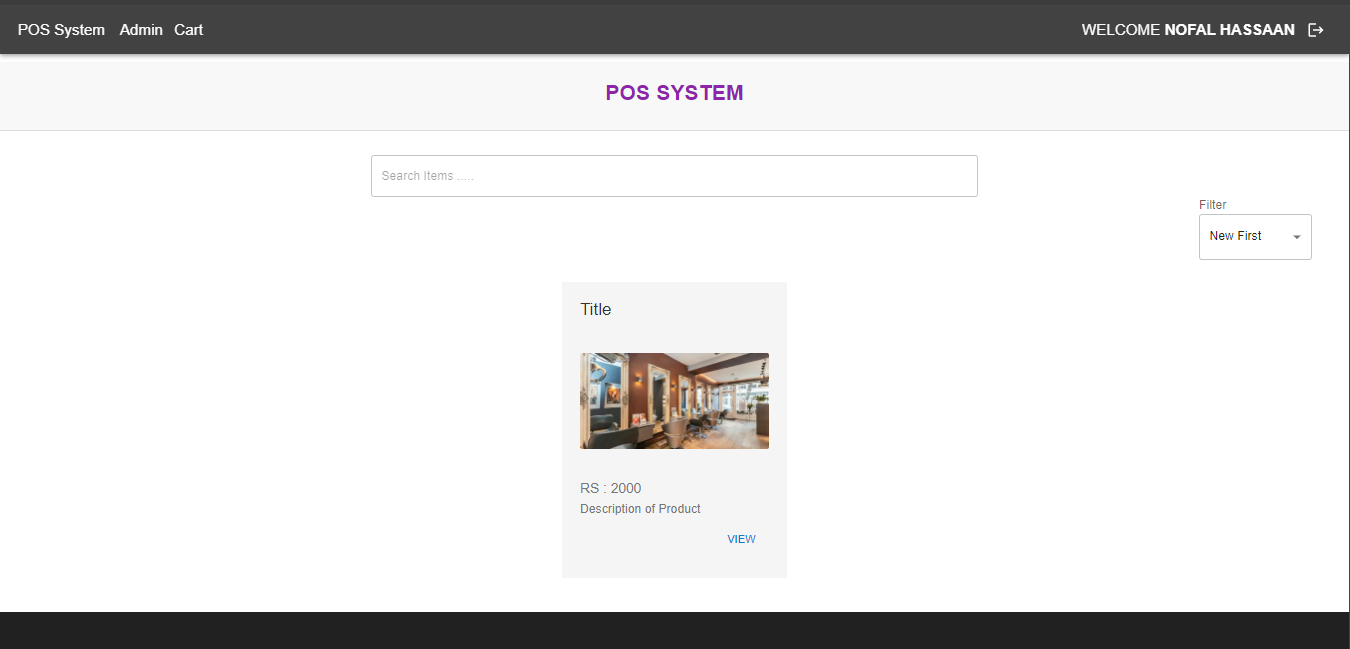 POS System Admin Cart
WELCOME NOFAL HASSAAN
POS SYSTEM
Search Items .....
Filter
New First
Title
RS : 2000
Description of Product
VIEW